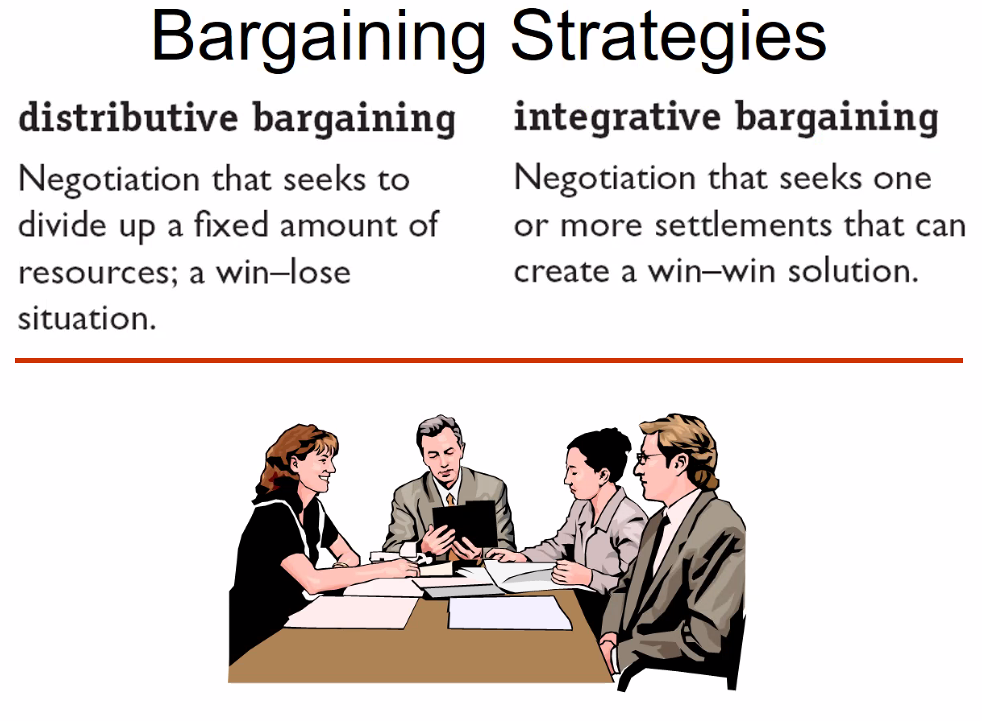 Bargaining Strategies
distributive bargaining
Negotiation that seeks to
divide up a fixed amount of
resources; a win–lose
situation.
integrative bargaining
Negotiation that seeks one
or more settlements that can
create a win–win solution.